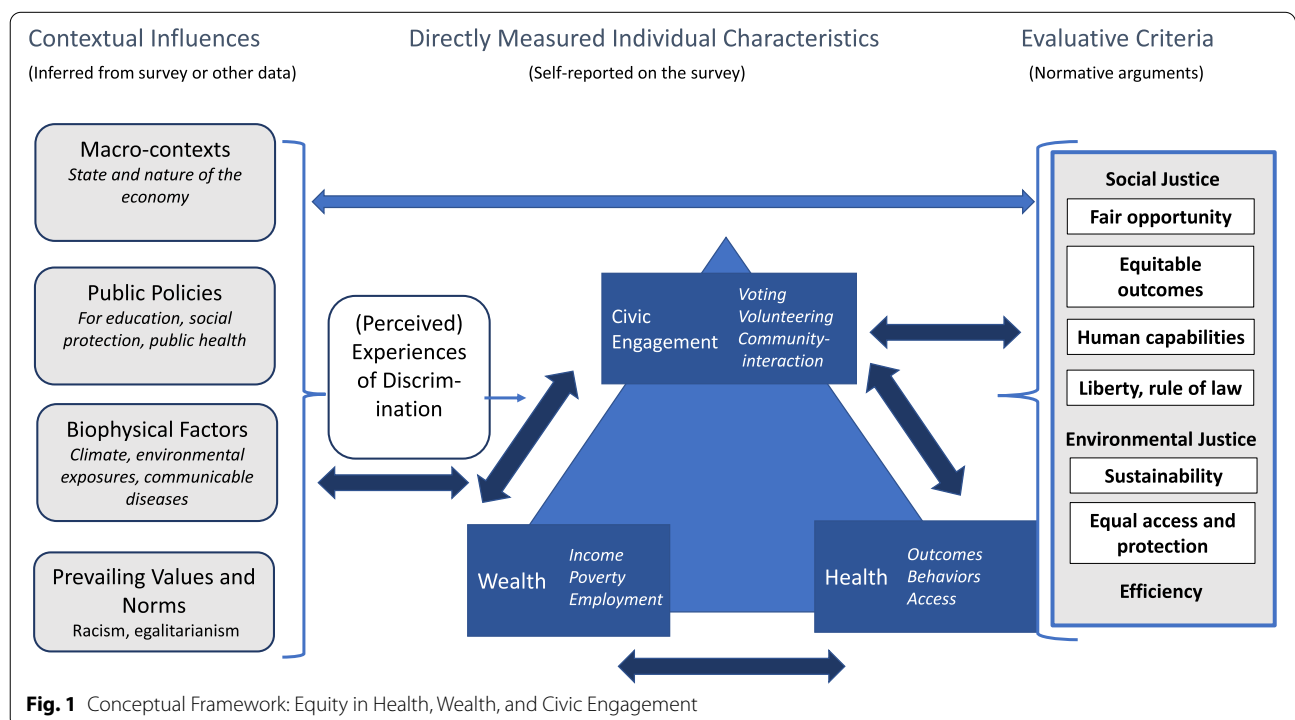 Contextual Influences
(Inferred from survey or other data)
Directly Measured Individual Characteristics
(Self-reported on the survey)
Evaluative Criteria
(Normative arguments)
Macro-contexts
State and nature of the
economy
Public Policies
For education, social
protection, public health
Biophysical Factors
Climate, environmental
exposures, communicable
diseases
Prevailing Values and
Norms
Racism, egalitarianism
(Perceived)
Experiences
of Discrim-
ination
Civic
Engagement
Voting
Volunteering
Community-
interaction
Wealth
Income
Poverty
Employment
Health
Outcomes
Behaviors
Access
Social Justice
Fair opportunity
Equitable
outcomes
Human capabilities
Liberty, rule of law
Environmental Justice
Sustainability
Equal access and
protection
Efficiency
Fig. 1 Conceptual Framework: Equity in Health, Wealth, and Civic Engagement